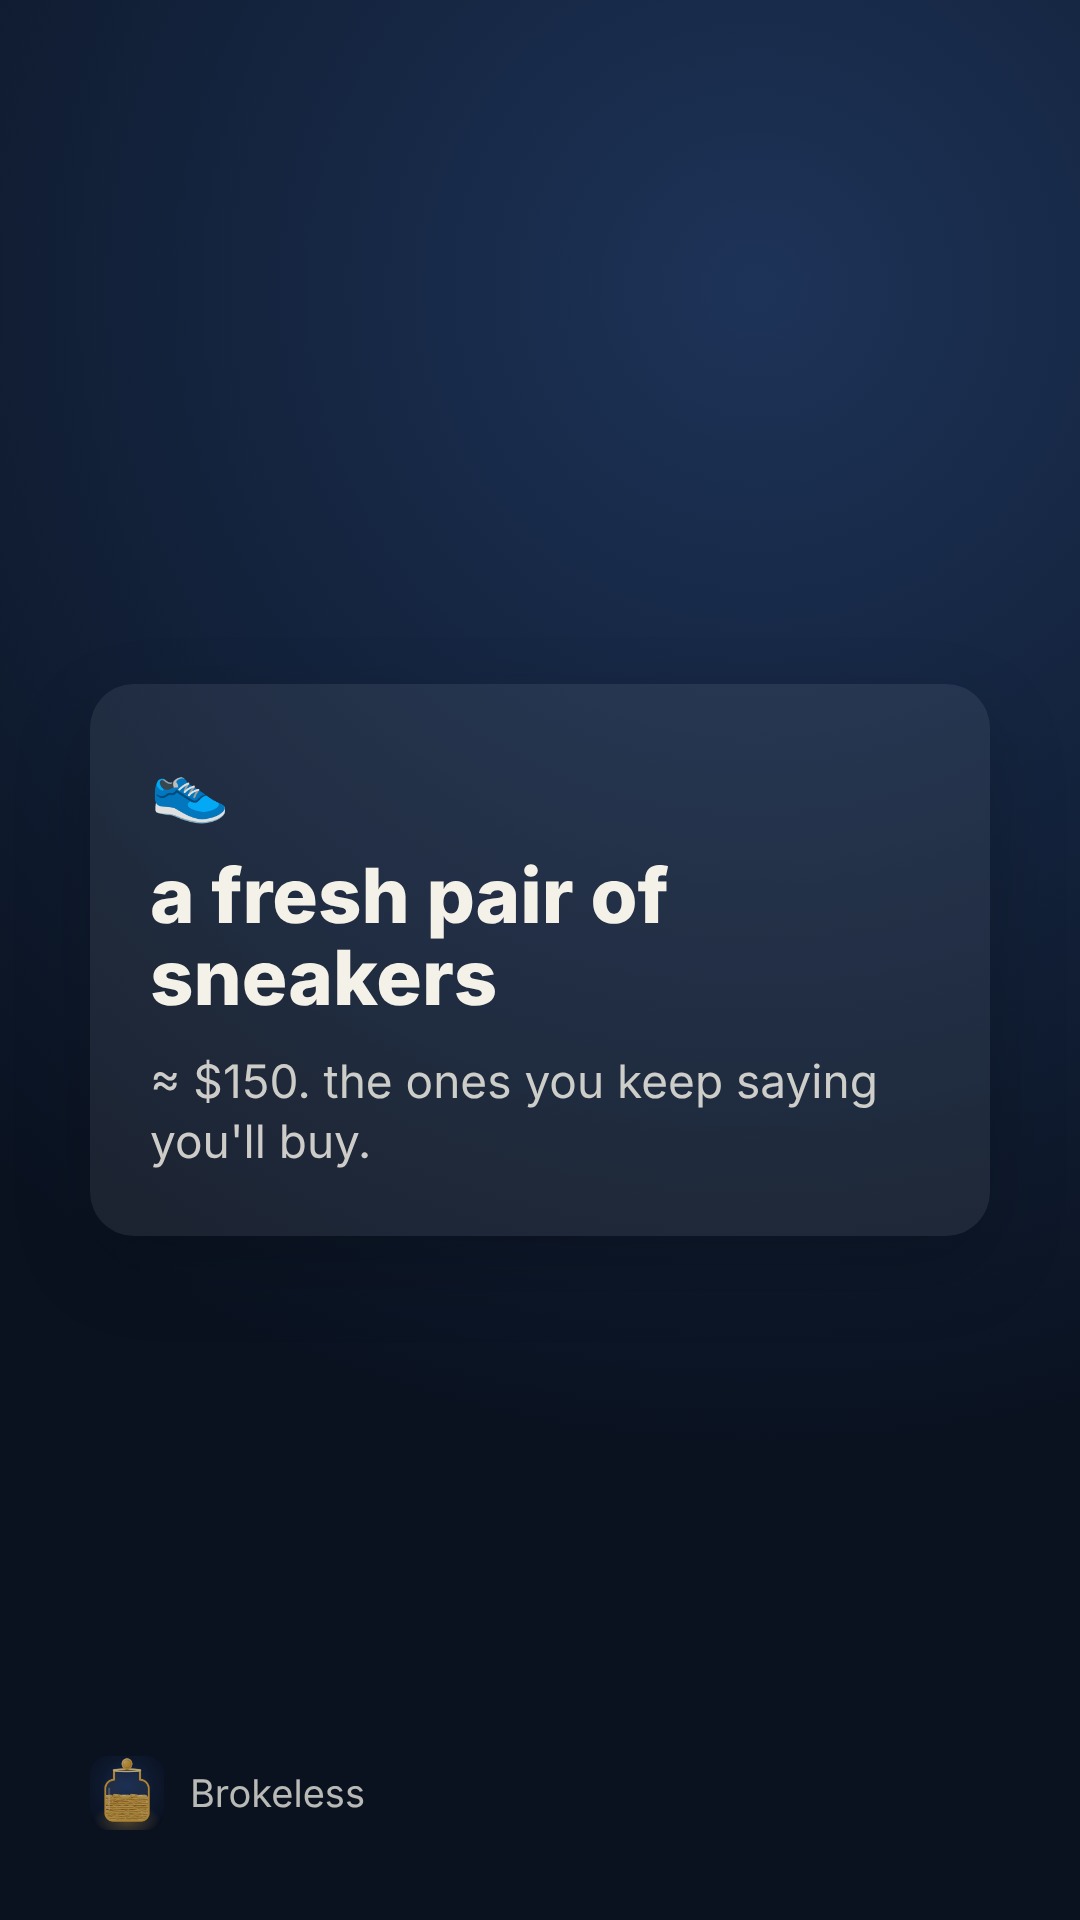 a fresh pair of
sneakers
≈ $150. the ones you keep saying
you'll buy.
Brokeless